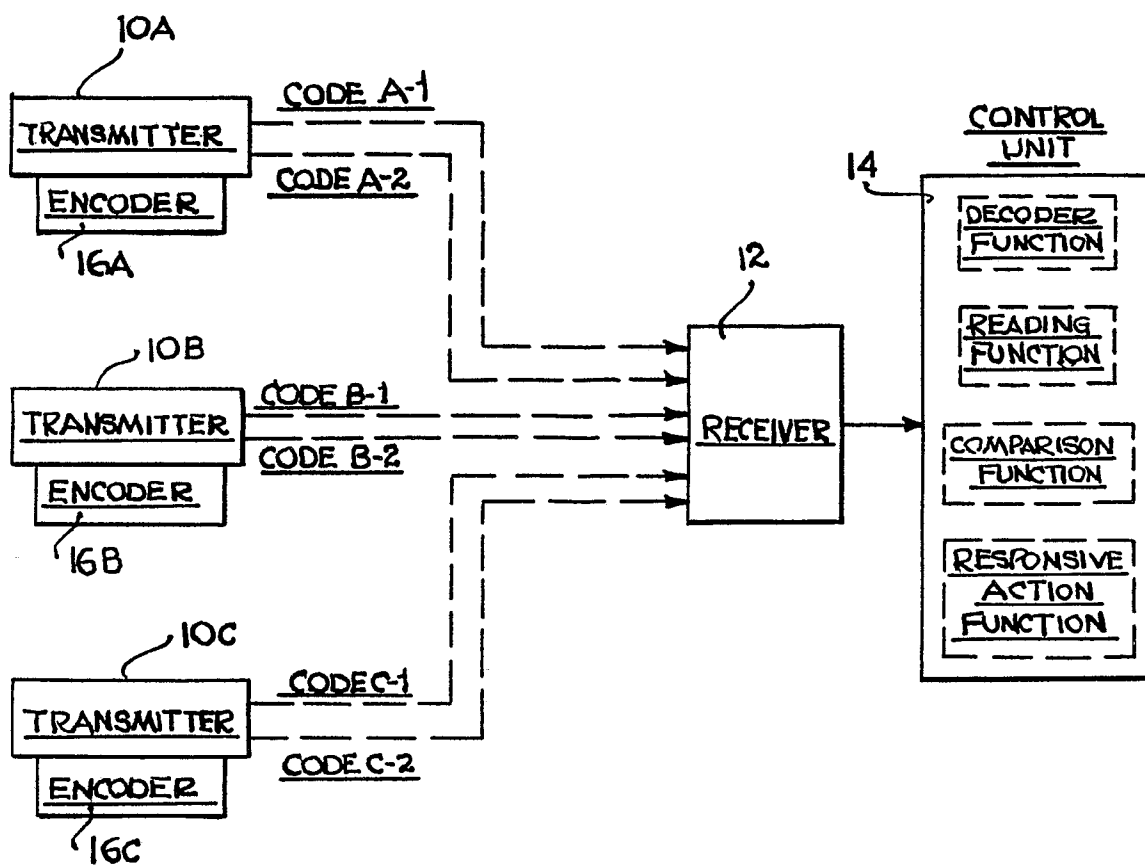 10A
TRANSMITTER
ENCODER
16A
CODE A-1
CODE A-2
10B
TRANSMITTER
ENCODER
16B
CODE B-1
CODE B-2
10C
TRANSMITTER
ENCODER
16C
CODE C-1
CODE C-2
12
RECEIVER
CONTROL
UNIT
14
DECODER
FUNCTION
READING
FUNCTION
COMPARISON
FUNCTION
RESPONSIVE
ACTION
FUNCTION